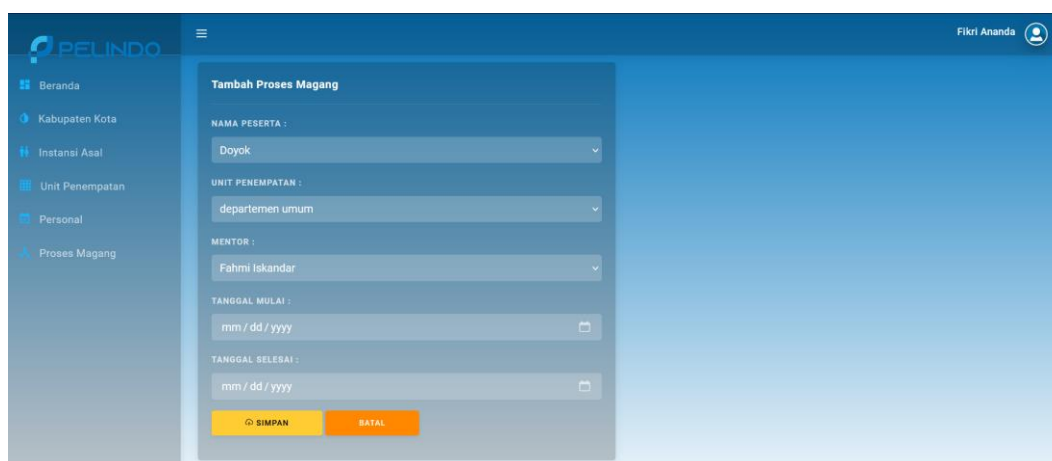 PELINDO
Fikri Ananda
Beranda
Kabupaten Kota
Instansi Asal
Unit Penempatan
Personal
Proses Magang
Tambah Proses Magang
NAMA PESERTA :
Doyok
UNIT PENEMPATAN :
departemen umum
MENTOR :
Fahmi Iskandar
TANGGAL MULAI :
mm / dd / yyyy
TANGGAL SELESAI :
mm / dd / yyyy
SIMPAN BATAL